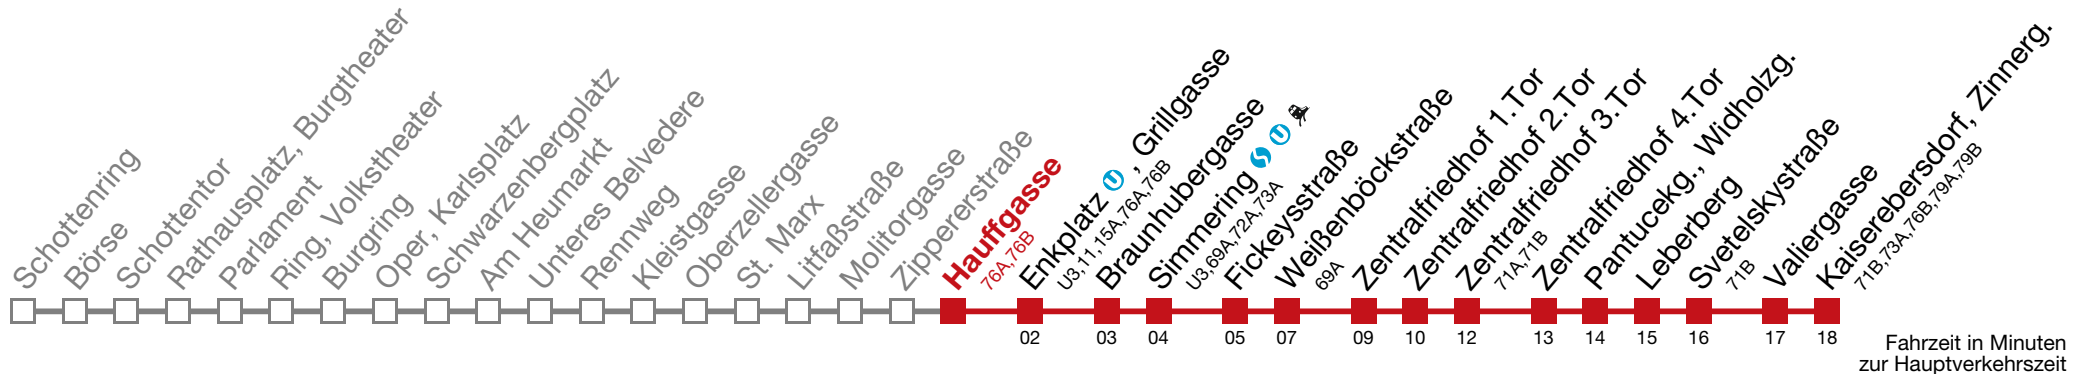 Schottenring
Börse
Schottentor
Rathausplatz, Burgtheater
Parlament
Ring, Volkstheater
Burgring
Oper, Karlsplatz
Schwarzenbergplatz
Am Heumarkt
Unteres Belvedere
Rennweg
Kleistgasse
Oberzellergasse
St. Marx
Litfaßstraße
Molitorgasse
Zippererstraße
Hauffgasse
76A,76B
Enkplatz U, Grillgasse
U3,11,15A,76A,76B
Braunhubergasse
Simmering S U
U3,69A,72A,73A
Fickeysstraße
Weißenböckstraße
69A
Zentralfriedhof 1.Tor
Zentralfriedhof 2.Tor
Zentralfriedhof 3.Tor
71A,71B
Zentralfriedhof 4.Tor
Pantucekg., Widholzg.
Leberberg
Svetelskystraße
71B
Valiergasse
Kaiserebersdorf, Zinnerg.
71B,73A,76B,79A,79B
02 03 04 05 07 09 10 12 13 14 15 16 17 18
Fahrzeit in Minuten
zur Hauptverkehrszeit